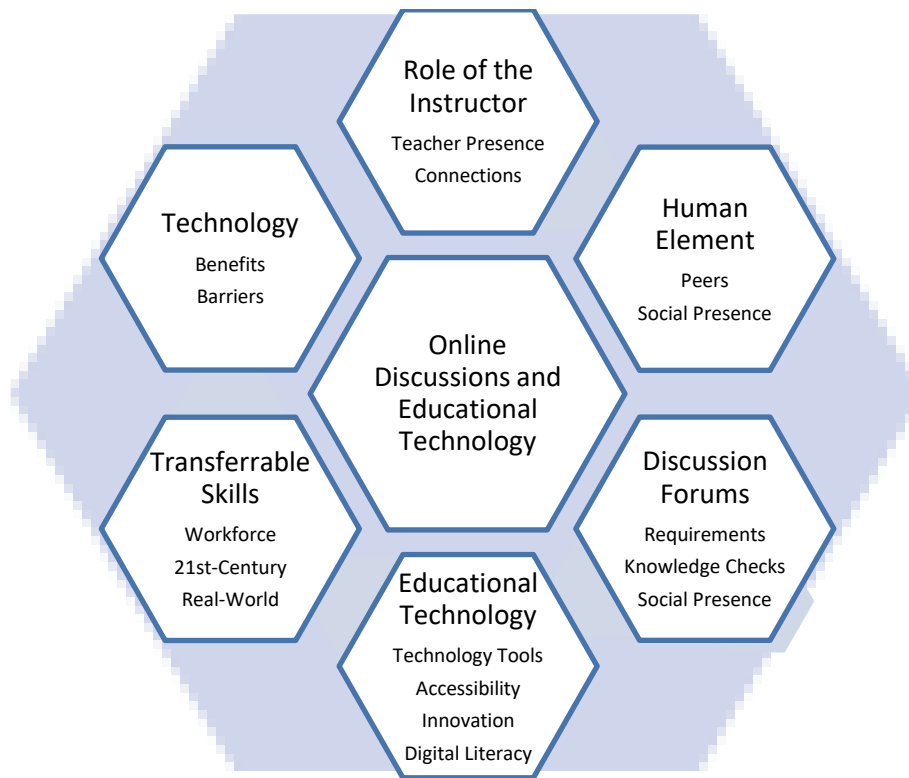 Role of the
Instructor
Teacher Presence
Connections
Technology
Benefits
Barriers
Human
Element
Peers
Social Presence
Online
Discussions and
Educational
Technology
Transferrable
Skills
Workforce
21st-Century
Real-World
Discussion
Forums
Requirements
Knowledge Checks
Social Presence
Educational
Technology
Technology Tools
Accessibility
Innovation
Digital Literacy